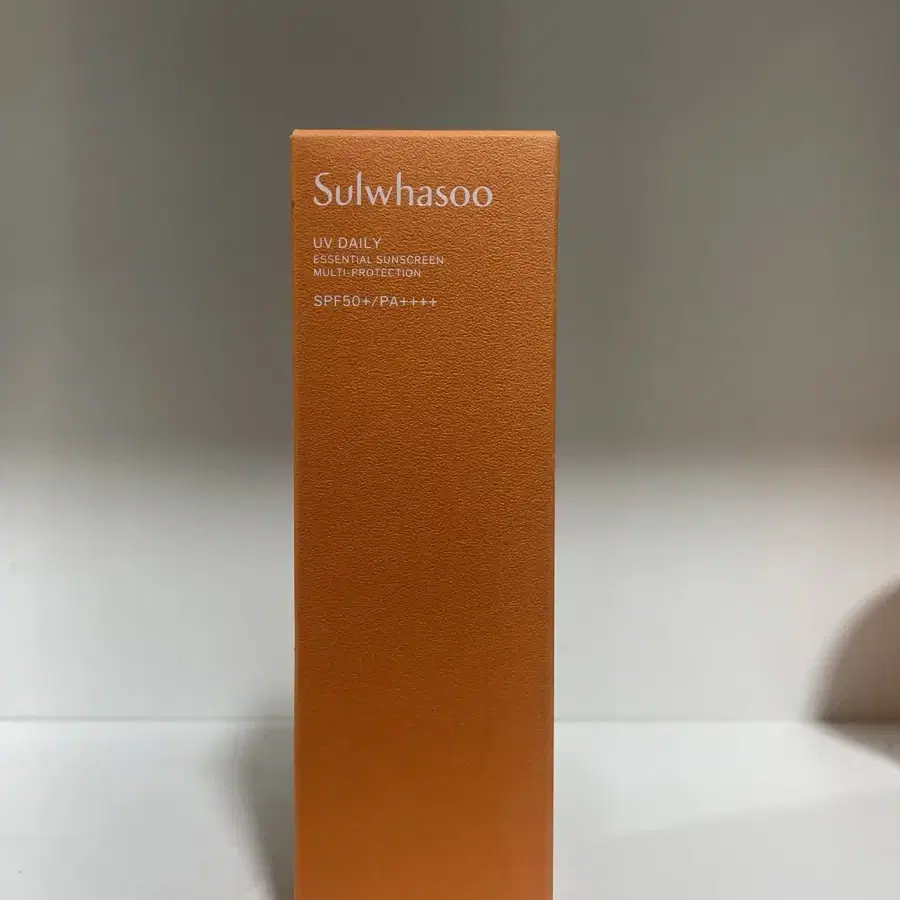 Sulwhasoo
UV DAILY
ESSENTIAL SUNSCREEN
MULTI-PROTECTION
SPF50+/PA++++